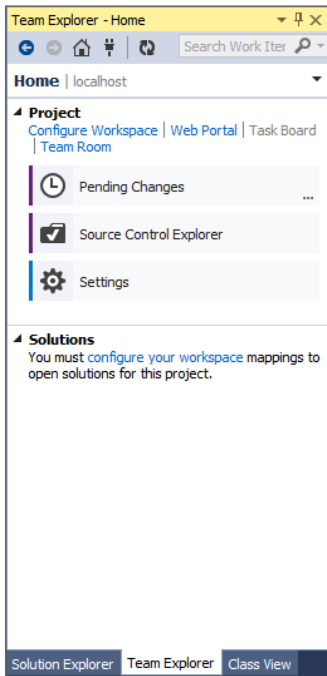 Team Explorer - Home
Search Work Iter
Home | localhost
Project
Configure Workspace | Web Portal | Task Board
| Team Room
Pending Changes
...
Source Control Explorer
Settings
Solutions
You must configure your workspace mappings to
open solutions for this project.
Solution Explorer Team Explorer Class View